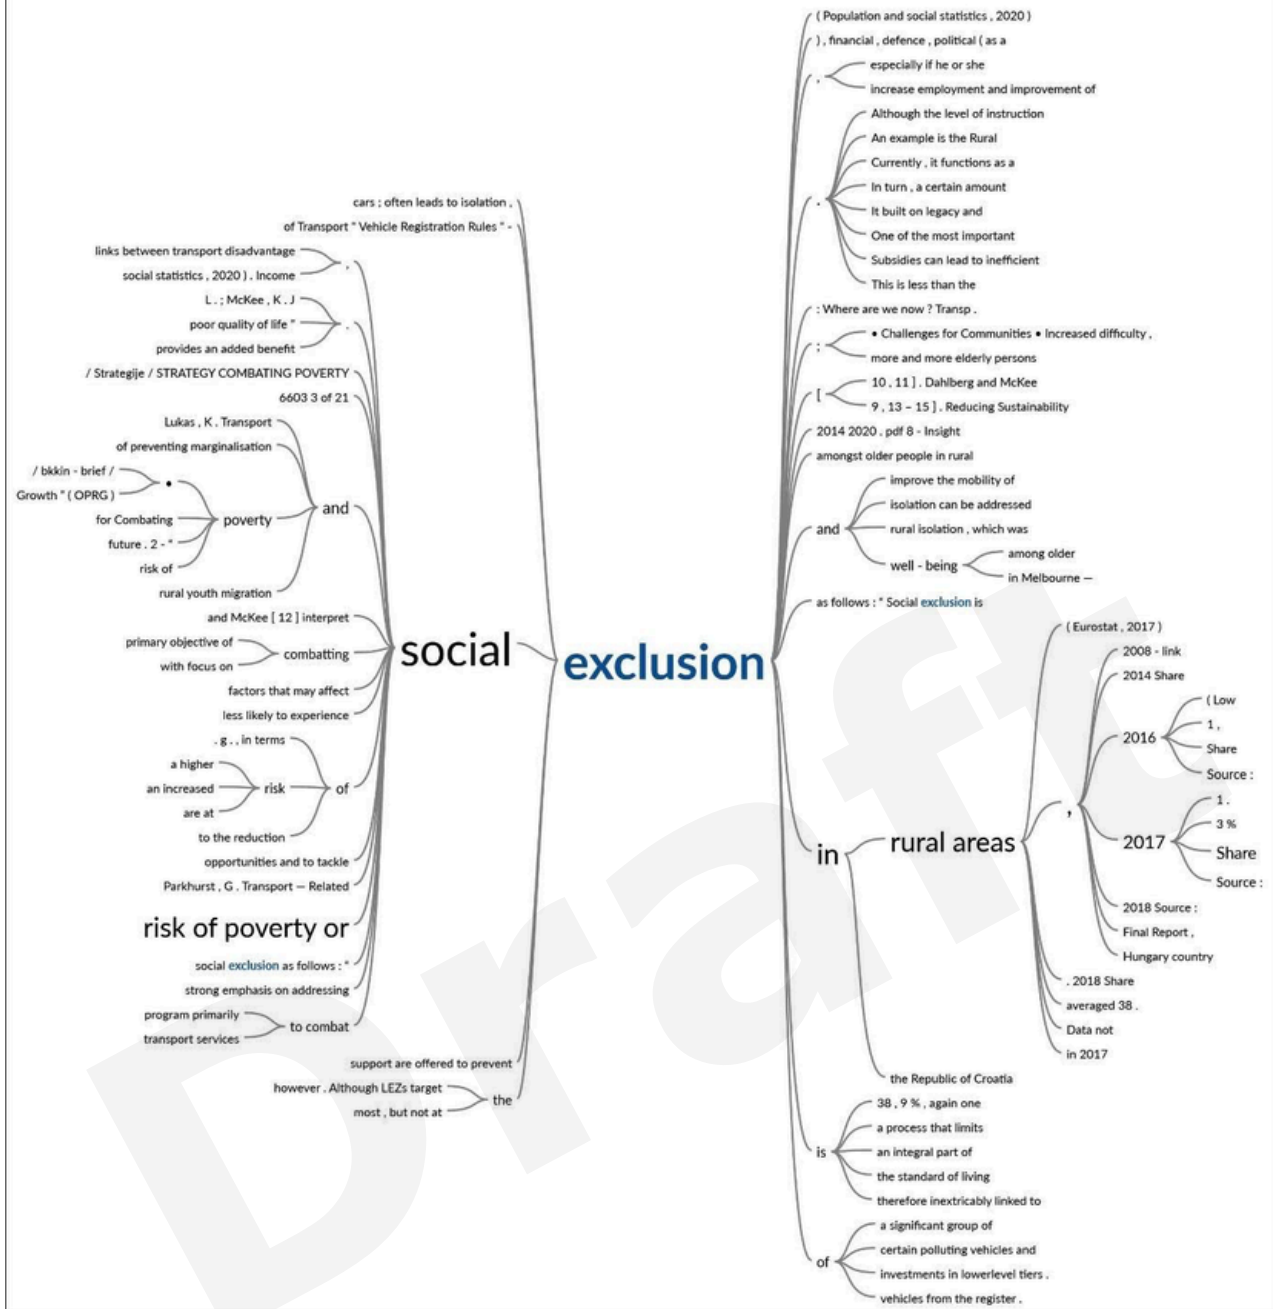 cars ; often leads to isolation ,
of Transport " Vehicle Registration Rules " -
links between transport disadvantage
social statistics , 2020 ) . Income
,
L . ; McKee , K . J
poor quality of life "
provides an added benefit
.
/ Strategije / STRATEGY COMBATING POVERTY
6603 3 of 21
Lukas , K . Transport
of preventing marginalisation
/ bkkin - brief /
Growth " ( OPRG )
•
for Combating
future . 2 - "
risk of
poverty
rural youth migration
and
and McKee [ 12 ] interpret
primary objective of
with focus on
combatting
factors that may affect
less likely to experience
. g . , in terms
a higher
an increased
are at
risk
to the reduction
of
opportunities and to tackle
Parkhurst , G . Transport — Related
risk of poverty or
social exclusion as follows : "
strong emphasis on addressing
program primarily
transport services
to combat
social
support are offered to prevent
however . Although LEZs target
most , but not at
the
exclusion
( Population and social statistics , 2020 )
) , financial , defence , political ( as a
,
especially if he or she
increase employment and improvement of
.
Although the level of instruction
An example is the Rural
Currently , it functions as a
In turn , a certain amount
It built on legacy and
One of the most important
Subsidies can lead to inefficient
This is less than the
: Where are we now ? Transp .
;
• Challenges for Communities • Increased difficulty ,
more and more elderly persons
[
10 , 11 ] . Dahlberg and McKee
9 , 13 – 15 ] . Reducing Sustainability
2014 2020 . pdf 8 - Insight
amongst older people in rural
and
improve the mobility of
isolation can be addressed
rural isolation , which was
well - being
among older
in Melbourne —
as follows : " Social exclusion is
in
rural areas
( Eurostat , 2017 )
,
2008 - link
2014 Share
2016
( Low
1 ,
Share
Source :
2017
1 .
3 %
Share
Source :
2018 Source :
Final Report ,
Hungary country
. 2018 Share
averaged 38 .
Data not
in 2017
the Republic of Croatia
is
38 , 9 % , again one
a process that limits
an integral part of
the standard of living
therefore inextricably linked to
of
a significant group of
certain polluting vehicles and
investments in lowerlevel tiers .
vehicles from the register .
Draft